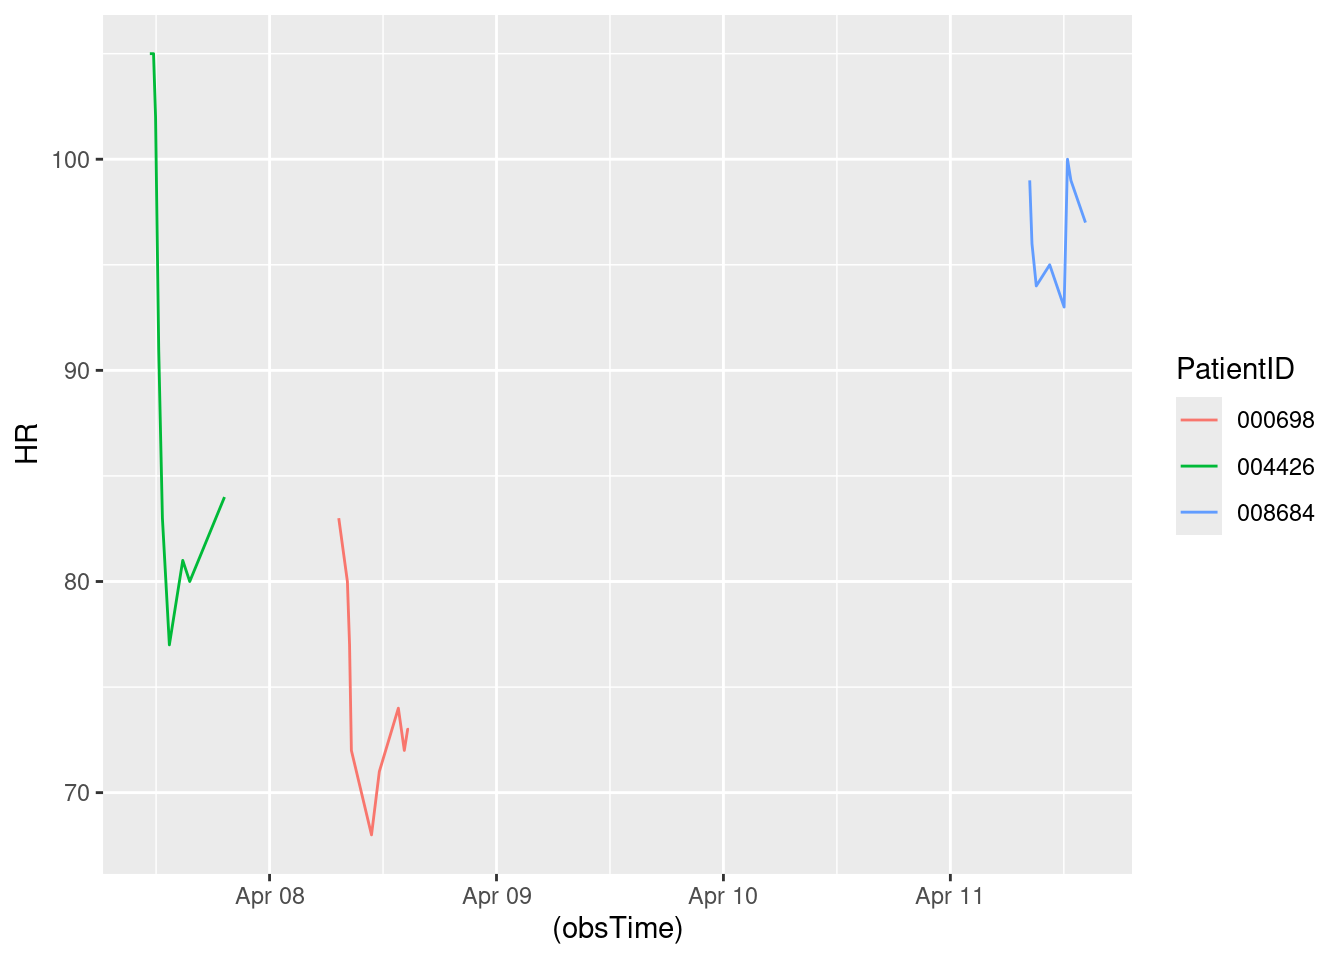 HR
100
90
80
70
Apr 08
Apr 09
Apr 10
Apr 11
(obsTime)
PatientID
000698
004426
008684